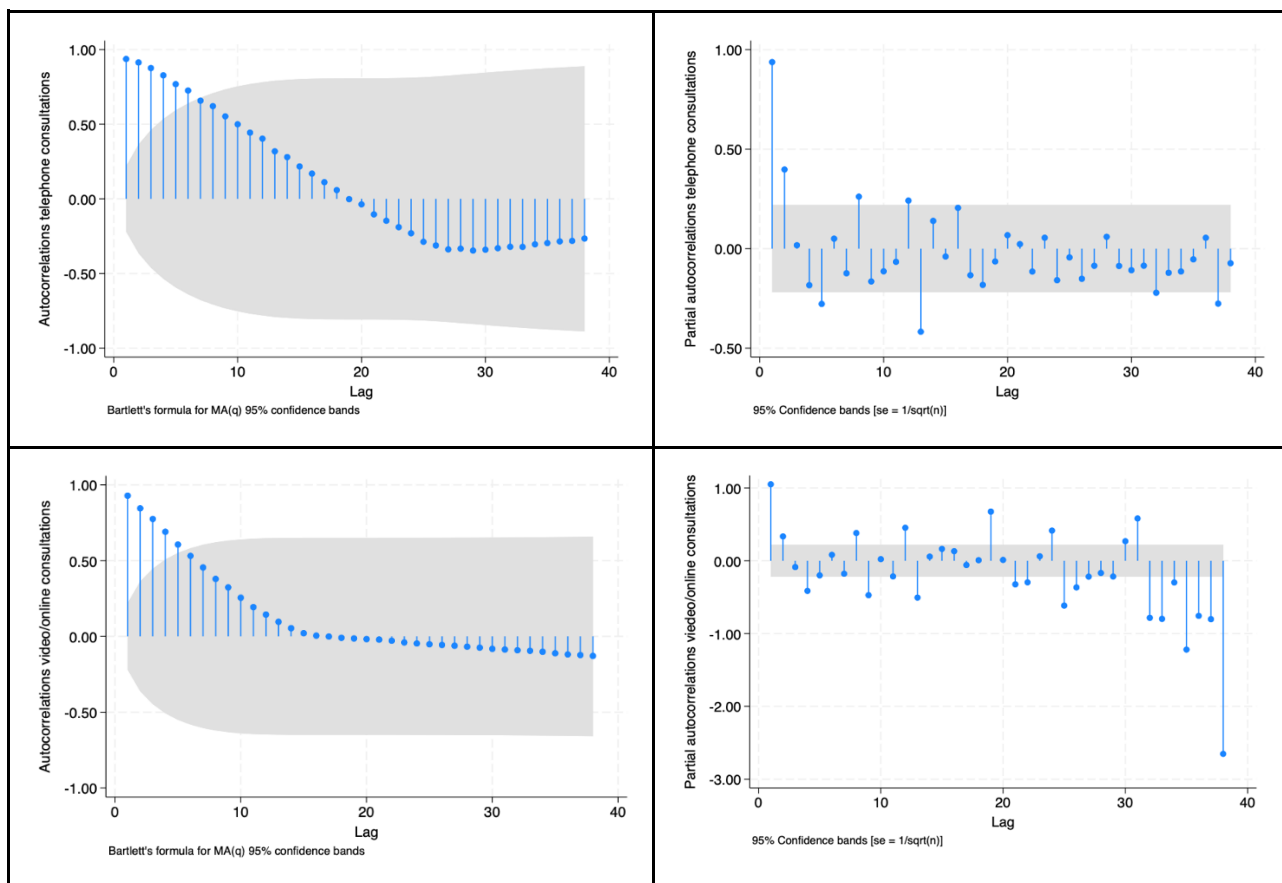 Autocorrelations telephone consultations
1.00
0.50
0.00
-0.50
-1.00
0 10 20 30 40
Lag
Bartlett's formula for MA(q) 95% confidence bands
Partial autocorrelations telephone consultations
1.00
0.50
0.00
-0.50
0 10 20 30 40
Lag
95% Confidence bands [se = 1/sqrt(n)]
Autocorrelations video/online consultations
1.00
0.50
0.00
-0.50
-1.00
0 10 20 30 40
Lag
Bartlett's formula for MA(q) 95% confidence bands
Partial autocorrelations viedeo/online consultations
1.00
0.00
-1.00
-2.00
-3.00
0 10 20 30 40
Lag
95% Confidence bands [se = 1/sqrt(n)]